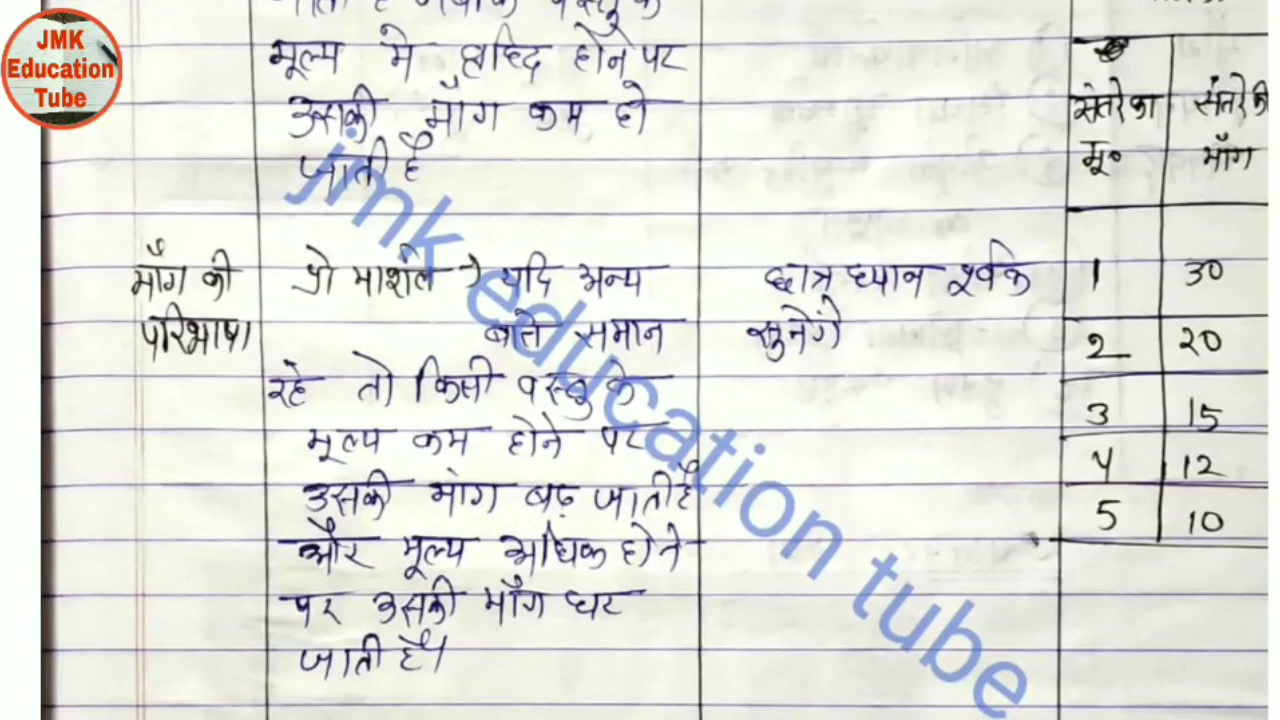 JMK
Education
Tube
मूल्य मे वृध्दि होने पर
उसकी माँग कम हो
जाती है
माँग की
परिभाषा
प्रो मार्शल → यदि अन्य
बाते समान
रहे तो किसी वस्तु के
मूल्य कम होने पर
उसकी मांग बढ़ जाती है
और मूल्य अधिक होने
पर उसकी माँग घट
जाती है।
छात्र ध्यान पूर्वक
सुनेगें
संतरे का संतरे की
मू॰ माँग
1 30
2 20
3 15
4 12
5 10
jmk education tube